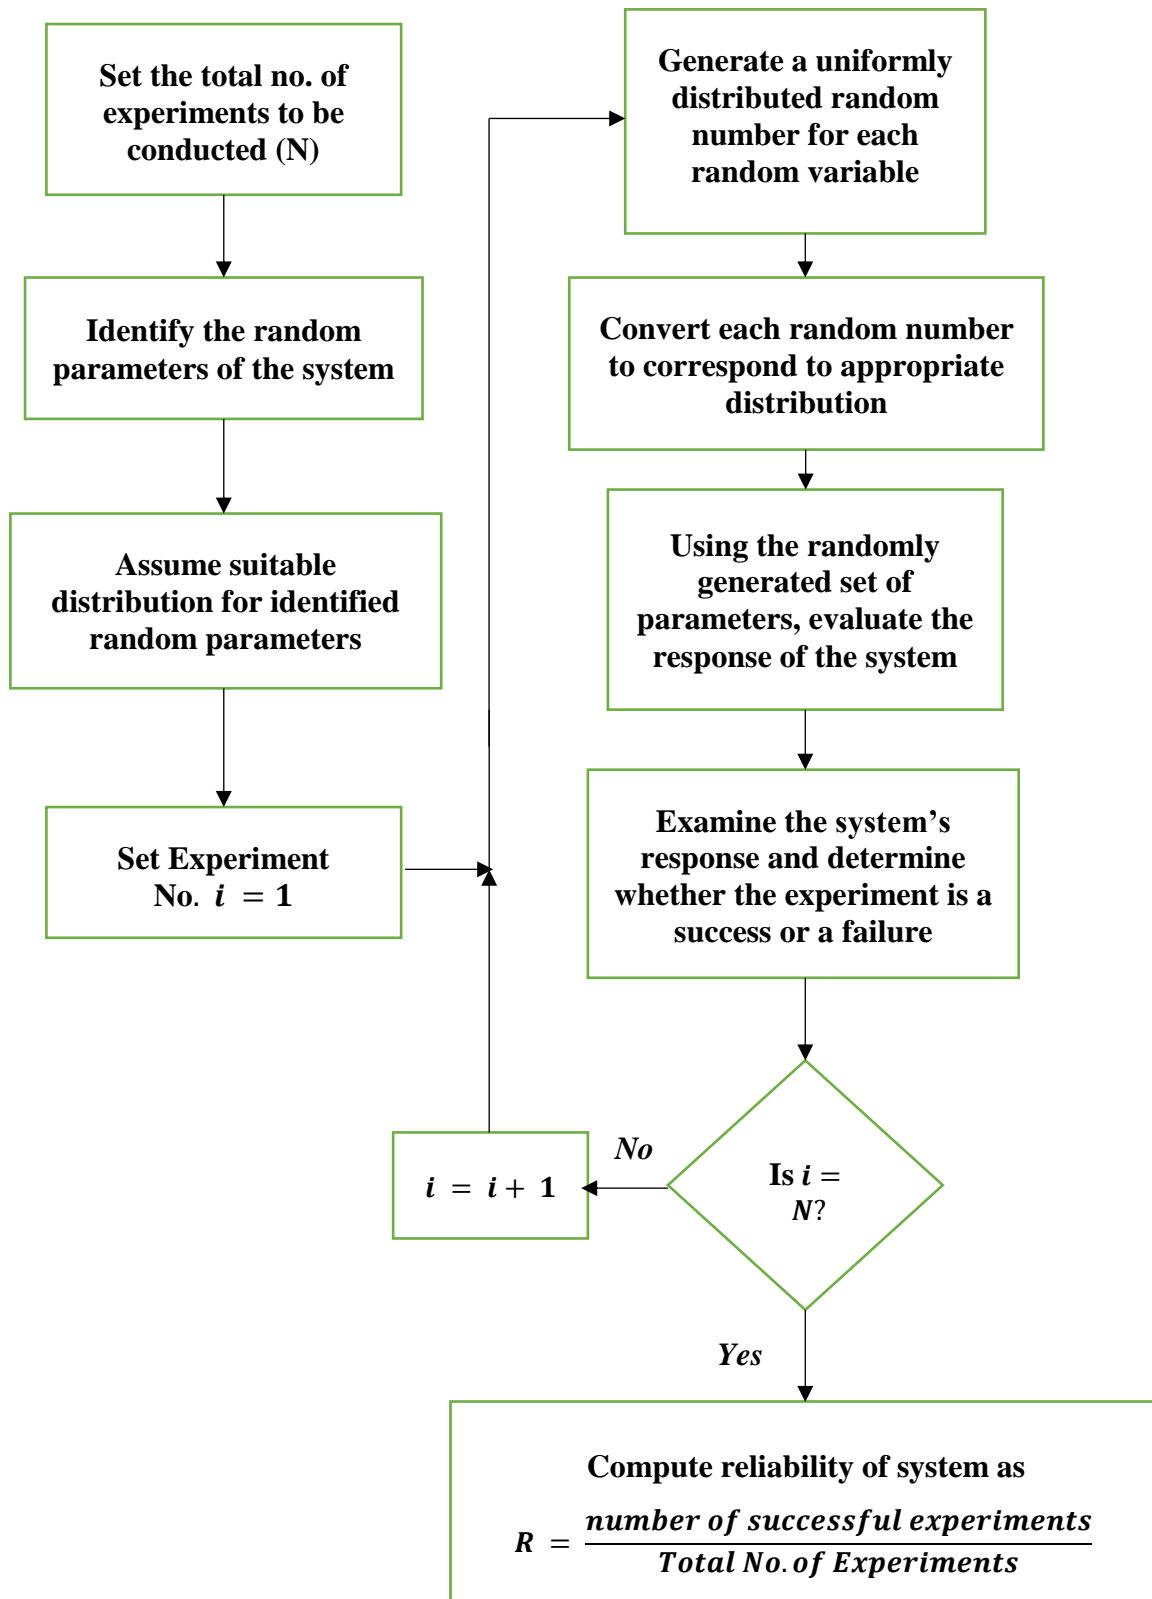 Set the total no. of
experiments to be
conducted (N)
Identify the random
parameters of the system
Assume suitable
distribution for identified
random parameters
Set Experiment
No. i = 1
Generate a uniformly
distributed random
number for each
random variable
Convert each random number
to correspond to appropriate
distribution
Using the randomly
generated set of
parameters, evaluate the
response of the system
Examine the system’s
response and determine
whether the experiment is a
success or a failure
Is i =
N?
No
i = i + 1
Yes
Compute reliability of system as
R = number of successful experiments
Total No. of Experiments